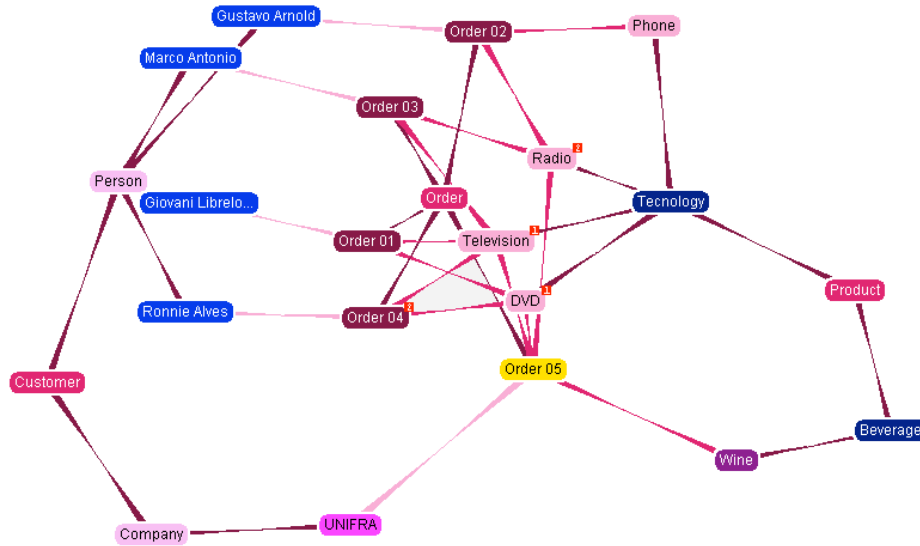 Gustavo Arnold
Order 02
Phone
Marco Antonio
Order 03
Radio
2
Person
Order
Giovani Librelo...
Tecnology
Order 01
Television
1
Product
DVD
1
Ronnie Alves
Order 04
2
Order 05
Customer
Beverage
Wine
UNIFRA
Company